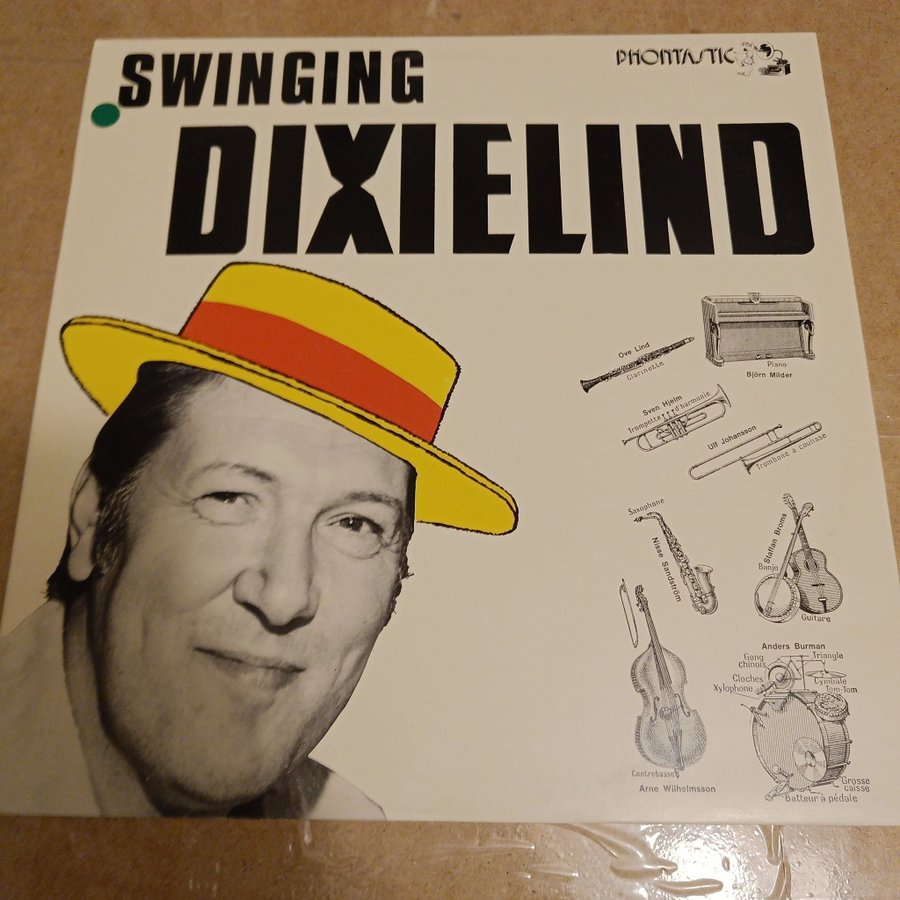 SWINGING
PHONTASTIC
DIXIELIND
Ove Lind
Clarinette
Piano
Björn Milder
Sven Hjelm
Trompette d'harmonie
Ulf Johansson
Trombone à coulisse
Saxophone
Nisse Sandström
Staffan Broms
Banjo
Guitare
Contrebasse
Arne Wilhelmsson
Anders Burman
Gong
chinois
Triangle
Cloches
Cymbale
Xylophone
Tom-Tom
Grosse
caisse
Batteur à pédale